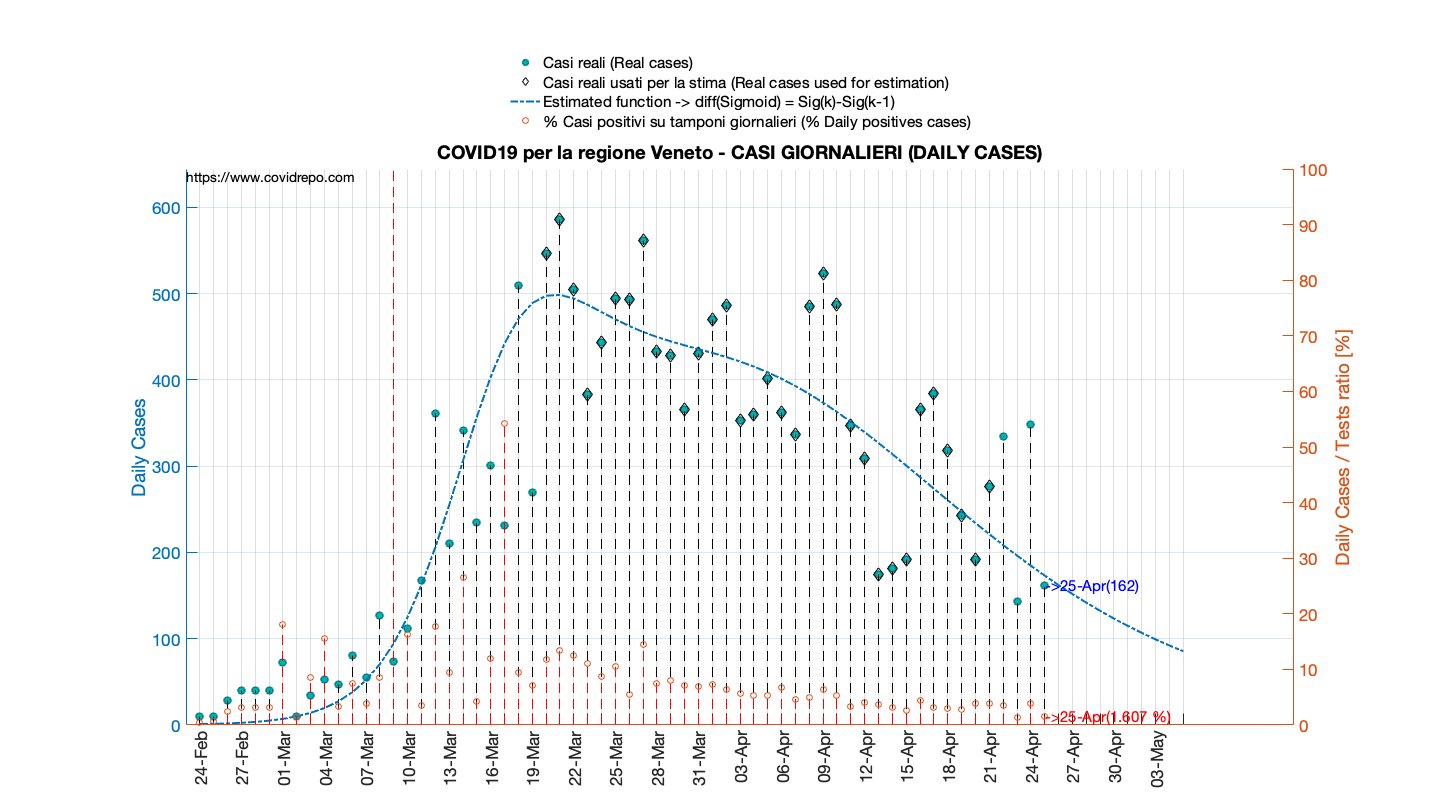 Casi reali (Real cases)
Casi reali usati per la stima (Real cases used for estimation)
Estimated function -> diff(Sigmoid) = Sig(k)-Sig(k-1)
% Casi positivi su tamponi giornalieri (% Daily positives cases)
COVID19 per la regione Veneto - CASI GIORNALIERI (DAILY CASES)
https://www.covidrepo.com
Daily Cases
600
500
400
300
200
100
0
100
90
80
70
60
50
40
30
20
10
0
Daily Cases / Tests ratio [%]
->25-Apr(162)
->25-Apr(1.607 %)
24-Feb
27-Feb
01-Mar
04-Mar
07-Mar
10-Mar
13-Mar
16-Mar
19-Mar
22-Mar
25-Mar
28-Mar
31-Mar
03-Apr
06-Apr
09-Apr
12-Apr
15-Apr
18-Apr
21-Apr
24-Apr
27-Apr
30-Apr
03-May